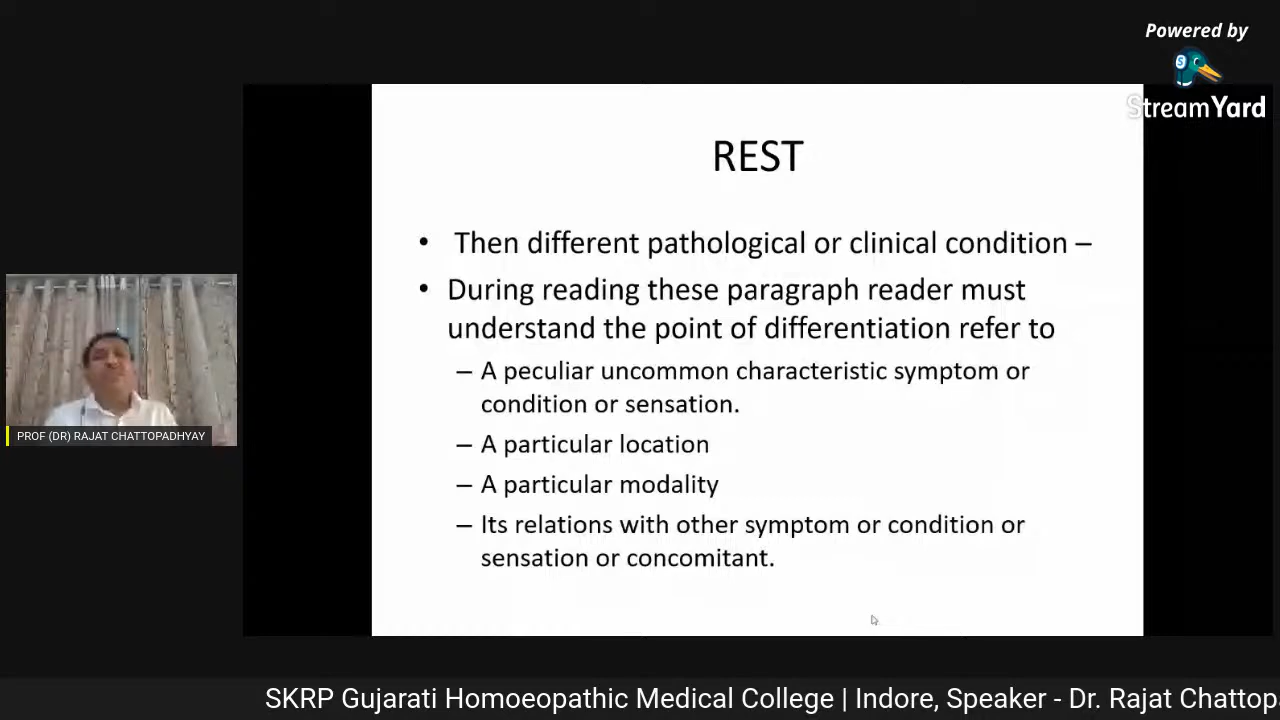 Powered by
StreamYard
REST
• Then different pathological or clinical condition –
• During reading these paragraph reader must
understand the point of differentiation refer to
– A peculiar uncommon characteristic symptom or
condition or sensation.
– A particular location
– A particular modality
– Its relations with other symptom or condition or
sensation or concomitant.
PROF (DR) RAJAT CHATTOPADHYAY
SKRP Gujarati Homoeopathic Medical College | Indore, Speaker - Dr. Rajat Chattop